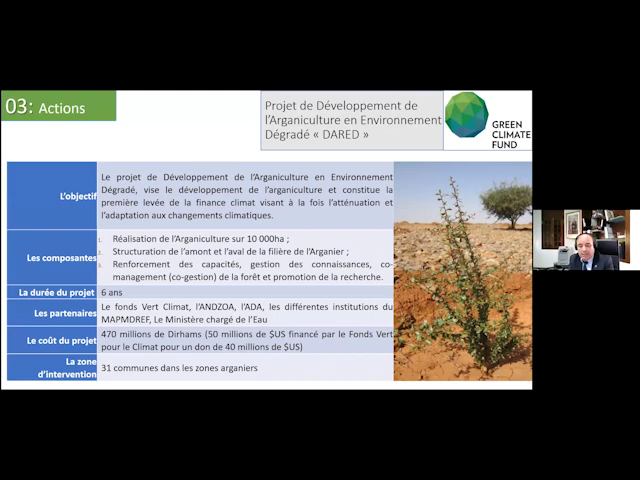 03: Actions
Projet de Développement de
l'Arganiculture en Environnement
Dégradé « DARED »
GREEN
CLIMATE
FUND
L'objectif
Le projet de Développement de l'Arganiculture en Environnement
Dégradé, vise le développement de l'arganiculture et constitue la
première levée de la finance climat visant à la fois l'atténuation et
l'adaptation aux changements climatiques.
Les composantes
1. Réalisation de l'Arganiculture sur 10 000ha ;
2. Structuration de l'amont et l'aval de la filière de l'Arganier ;
3. Renforcement des capacités, gestion des connaissances, co-
management (co-gestion) de la forêt et promotion de la recherche.
La durée du projet
6 ans
Les partenaires
Le fonds Vert Climat, l'ANDZOA, l'ADA, les différentes institutions du
MAPMDREF, Le Ministère chargé de l'Eau
Le coût du projet
470 millions de Dirhams (50 millions de $US financé par le Fonds Vert
pour le Climat pour un don de 40 millions de $US)
La zone
d'intervention
31 communes dans les zones arganiers